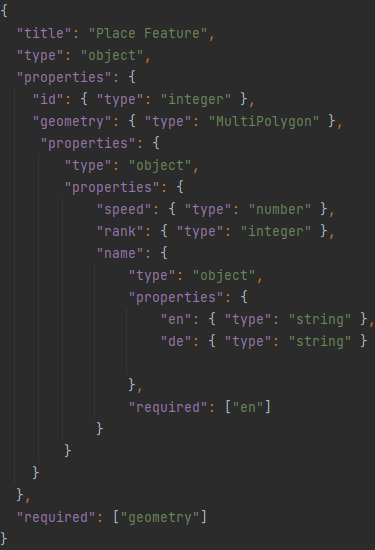 {
  "title": "Place Feature",
  "type": "object",
  "properties": {
    "id": { "type": "integer" },
    "geometry": { "type": "MultiPolygon" },
     "properties": {
        "type": "object",
        "properties": {
            "speed": { "type": "number" },
            "rank": { "type": "integer" },
            "name": {
                "type": "object",
                "properties": {
                    "en": { "type": "string" },
                    "de": { "type": "string" }
                },
                "required": ["en"]
            }
        }
    }
  },
  "required": ["geometry"]
}